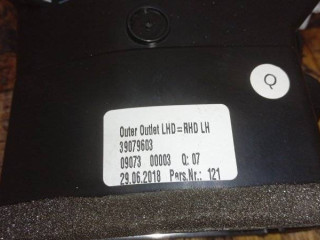 Q
Outer Outlet LHD=RHD LH
39079603
09073 00003 Q: 07
29.06.2018 Pers.Nr.: 121